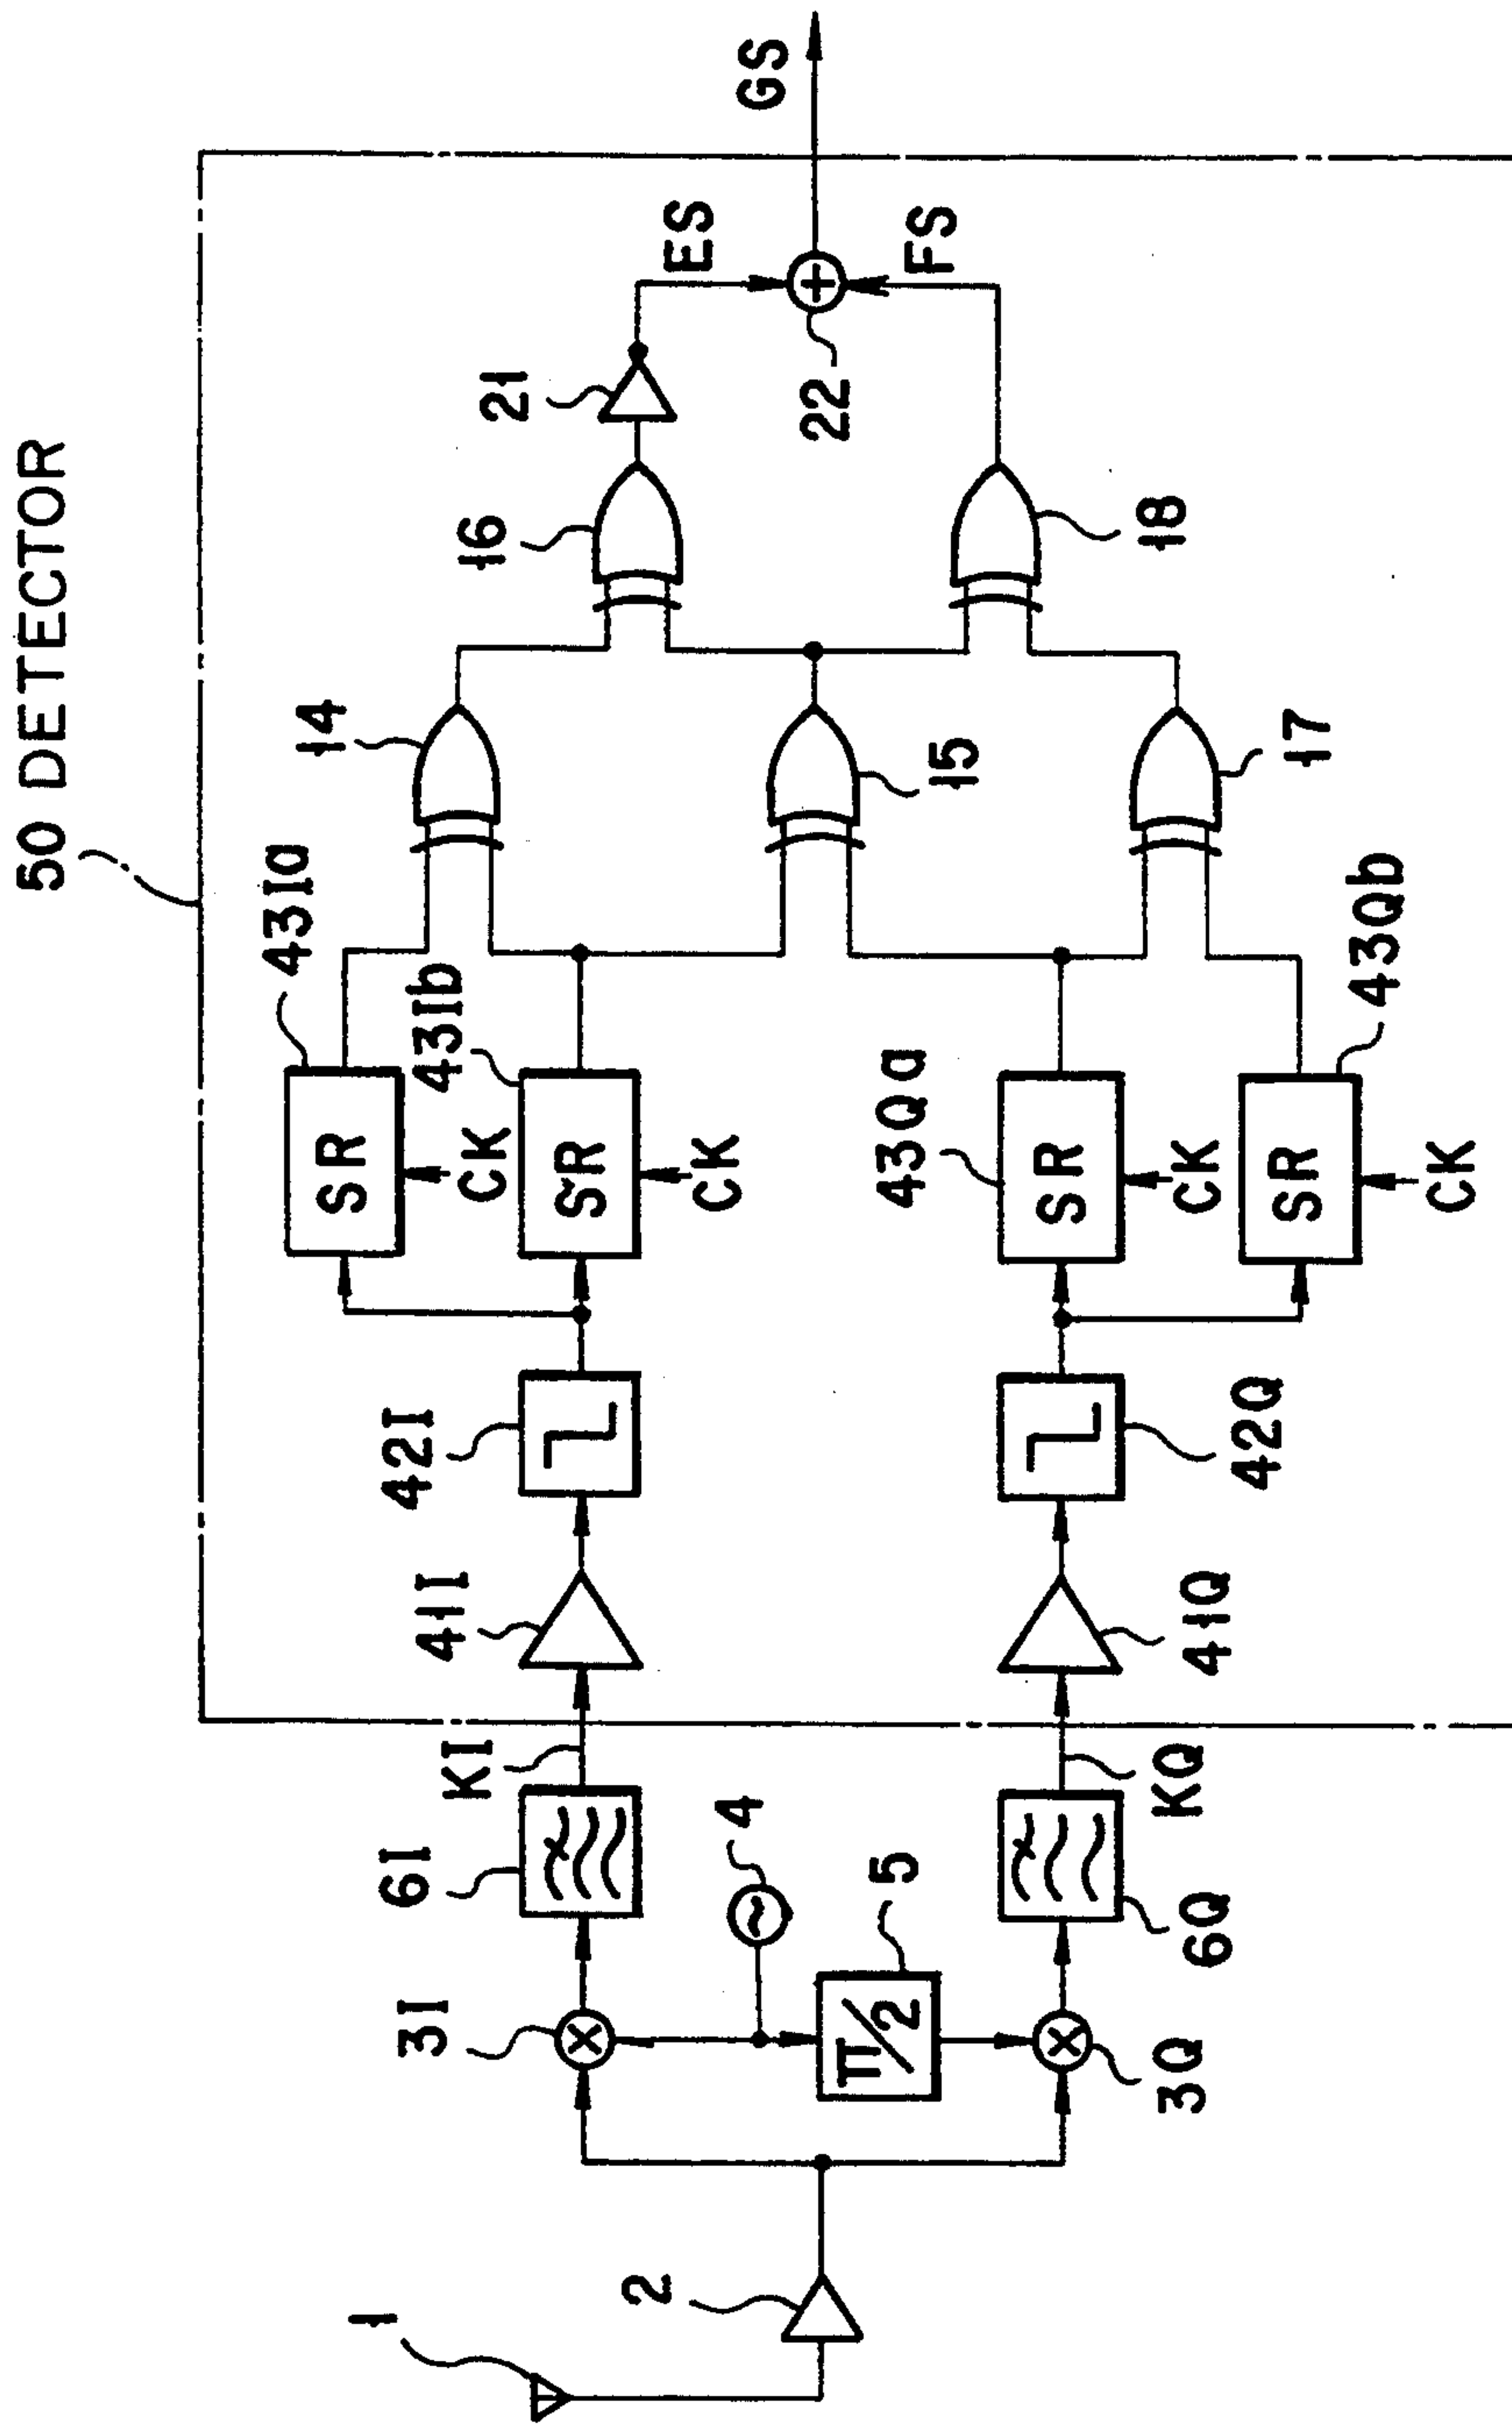 50 DETECTOR
1
2
3I
3Q
4
5
π/2
6I
6Q
KI
KQ
41I
41Q
42I
42Q
43Ia
SR
CK
43Ib
SR
CK
43Qa
SR
CK
43Qb
SR
CK
14
15
17
16
18
21
22
ES
FS
GS